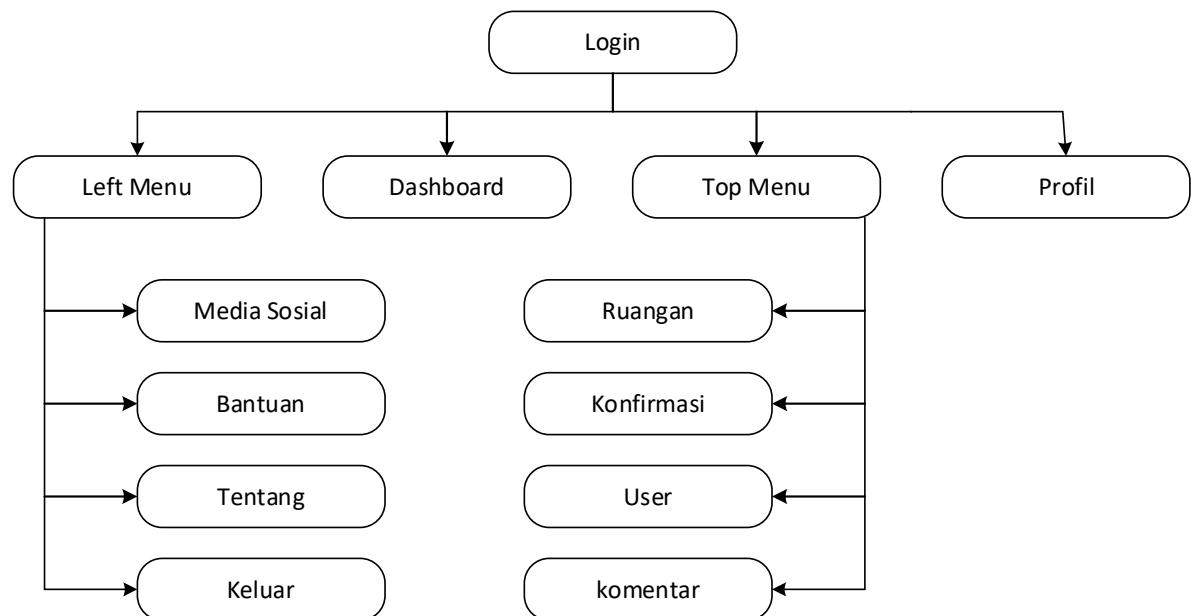 Login
Left Menu
Dashboard
Top Menu
Profil
Media Sosial
Ruangan
Bantuan
Konfirmasi
Tentang
User
Keluar
komentar